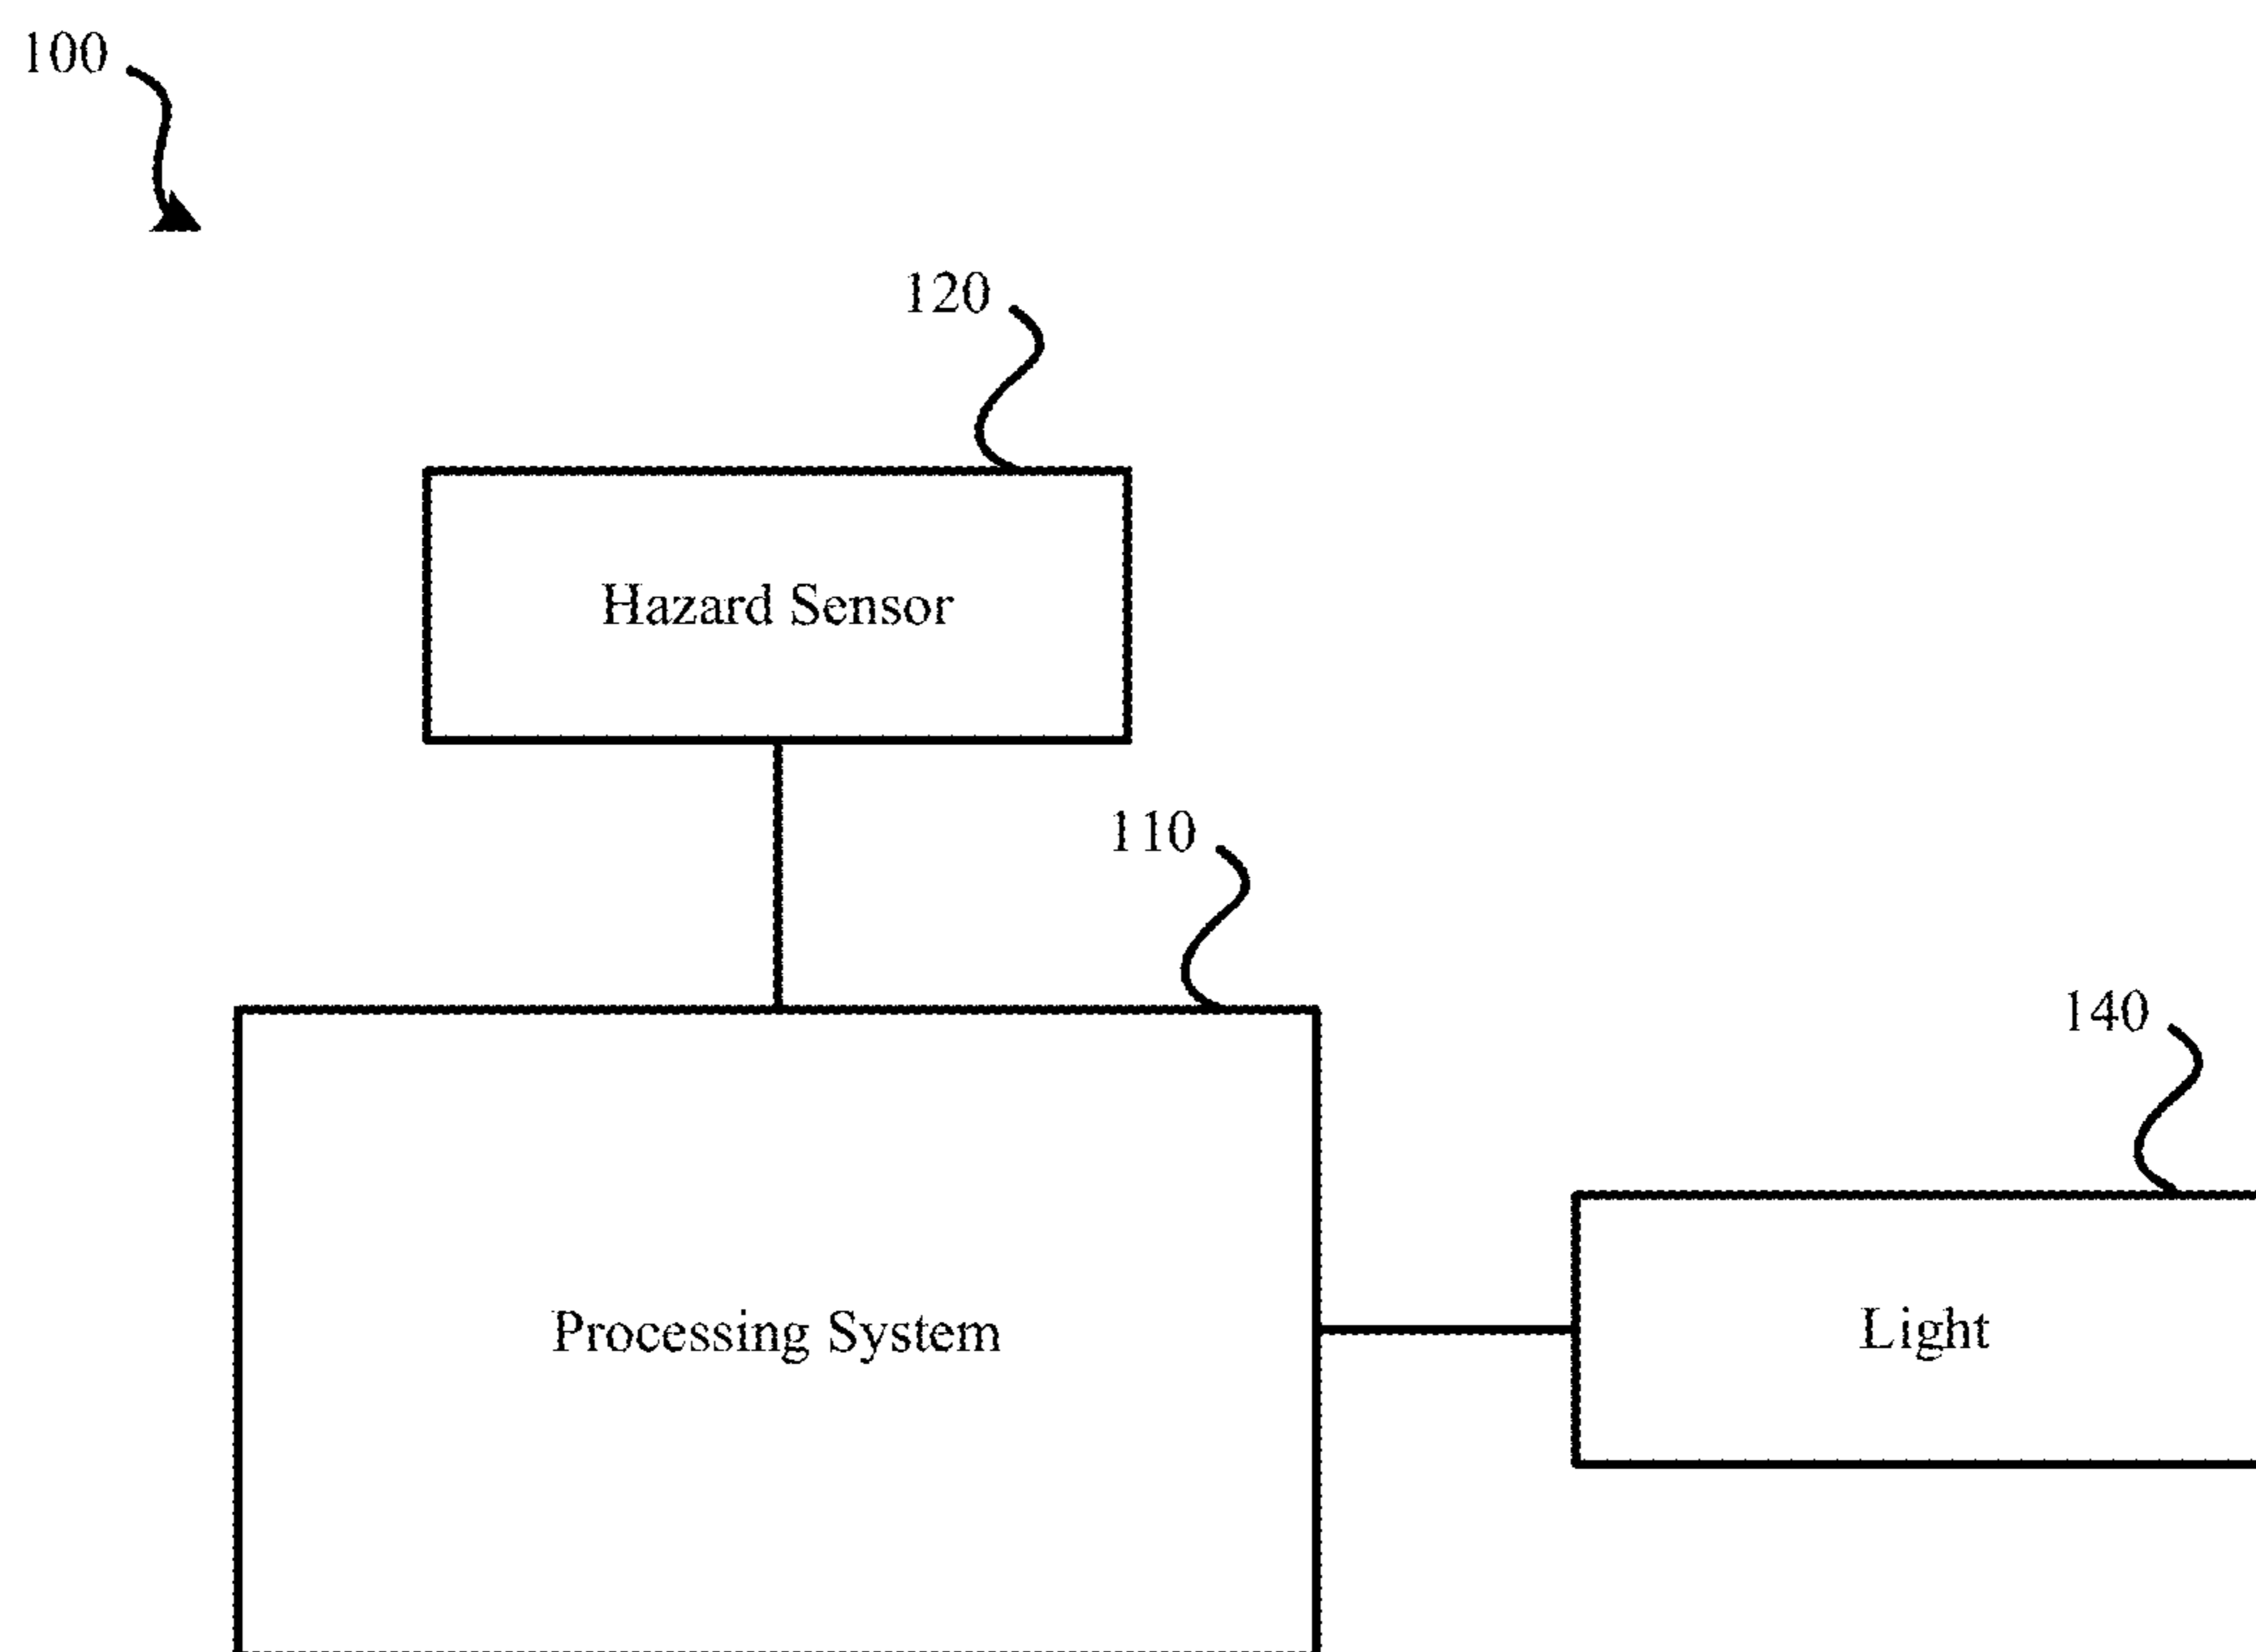 100
120
Hazard Sensor
110
140
Processing System
Light